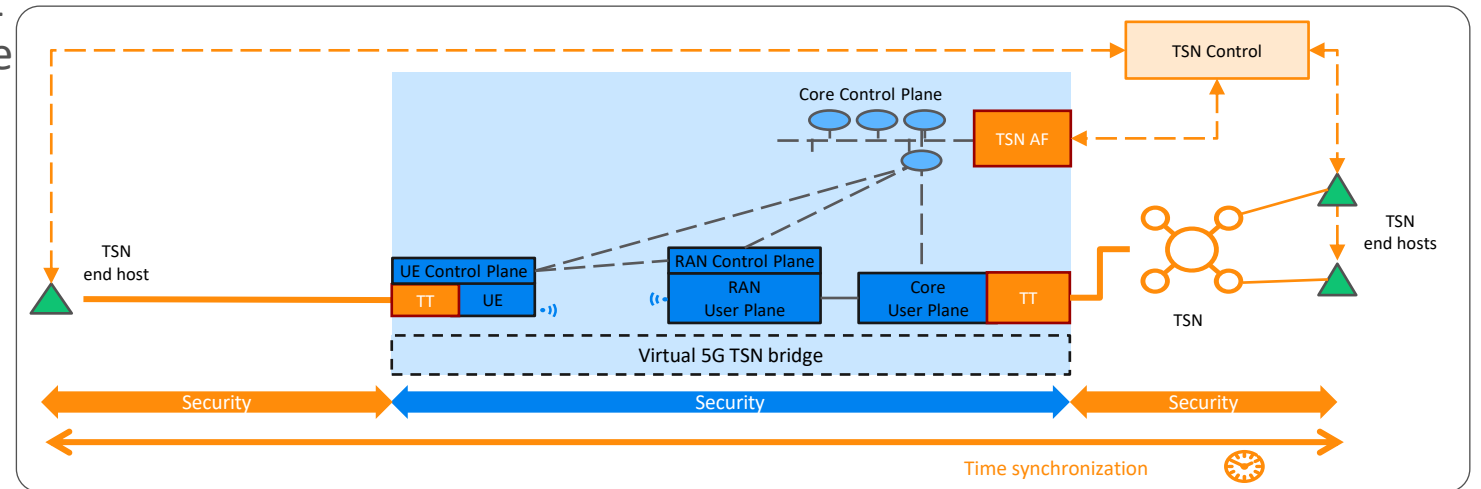 e
TSN Control
Core Control Plane
TSN AF
TSN
end host
TSN
end hosts
UE Control Plane
TT
UE
RAN Control Plane
RAN
User Plane
Core
User Plane
TT
TSN
Virtual 5G TSN bridge
Security
Security
Security
Time synchronization